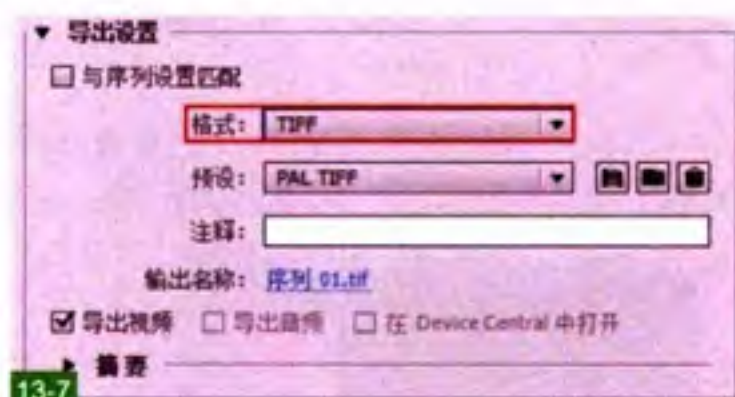 ▼ 导出设置
与序列设置匹配
格式: TIFF
预设: PAL TIFF
注释:
输出名称: 序列 01.tif
导出视频 导出音频 在 Device Central 中打开
摘要
13-7